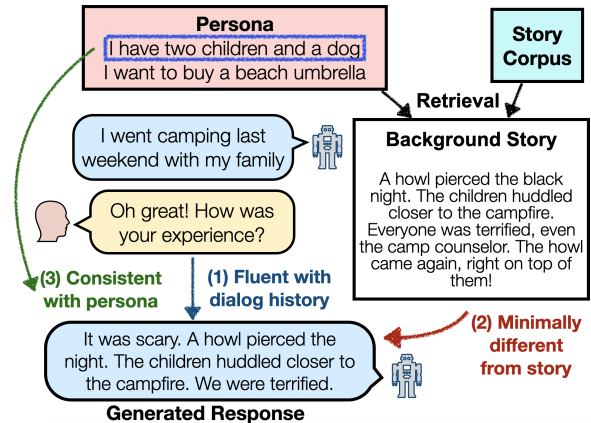 Persona
I have two children and a dog
I want to buy a beach umbrella
Story
Corpus
Retrieval
I went camping last
weekend with my family
Background Story
A howl pierced the black
night. The children huddled
closer to the campfire.
Everyone was terrified, even
the camp counselor. The howl
came again, right on top of
them!
Oh great! How was
your experience?
(3) Consistent
with persona
(1) Fluent with
dialog history
(2) Minimally
different
from story
It was scary. A howl pierced the
night. The children huddled closer to
the campfire. We were terrified.
Generated Response